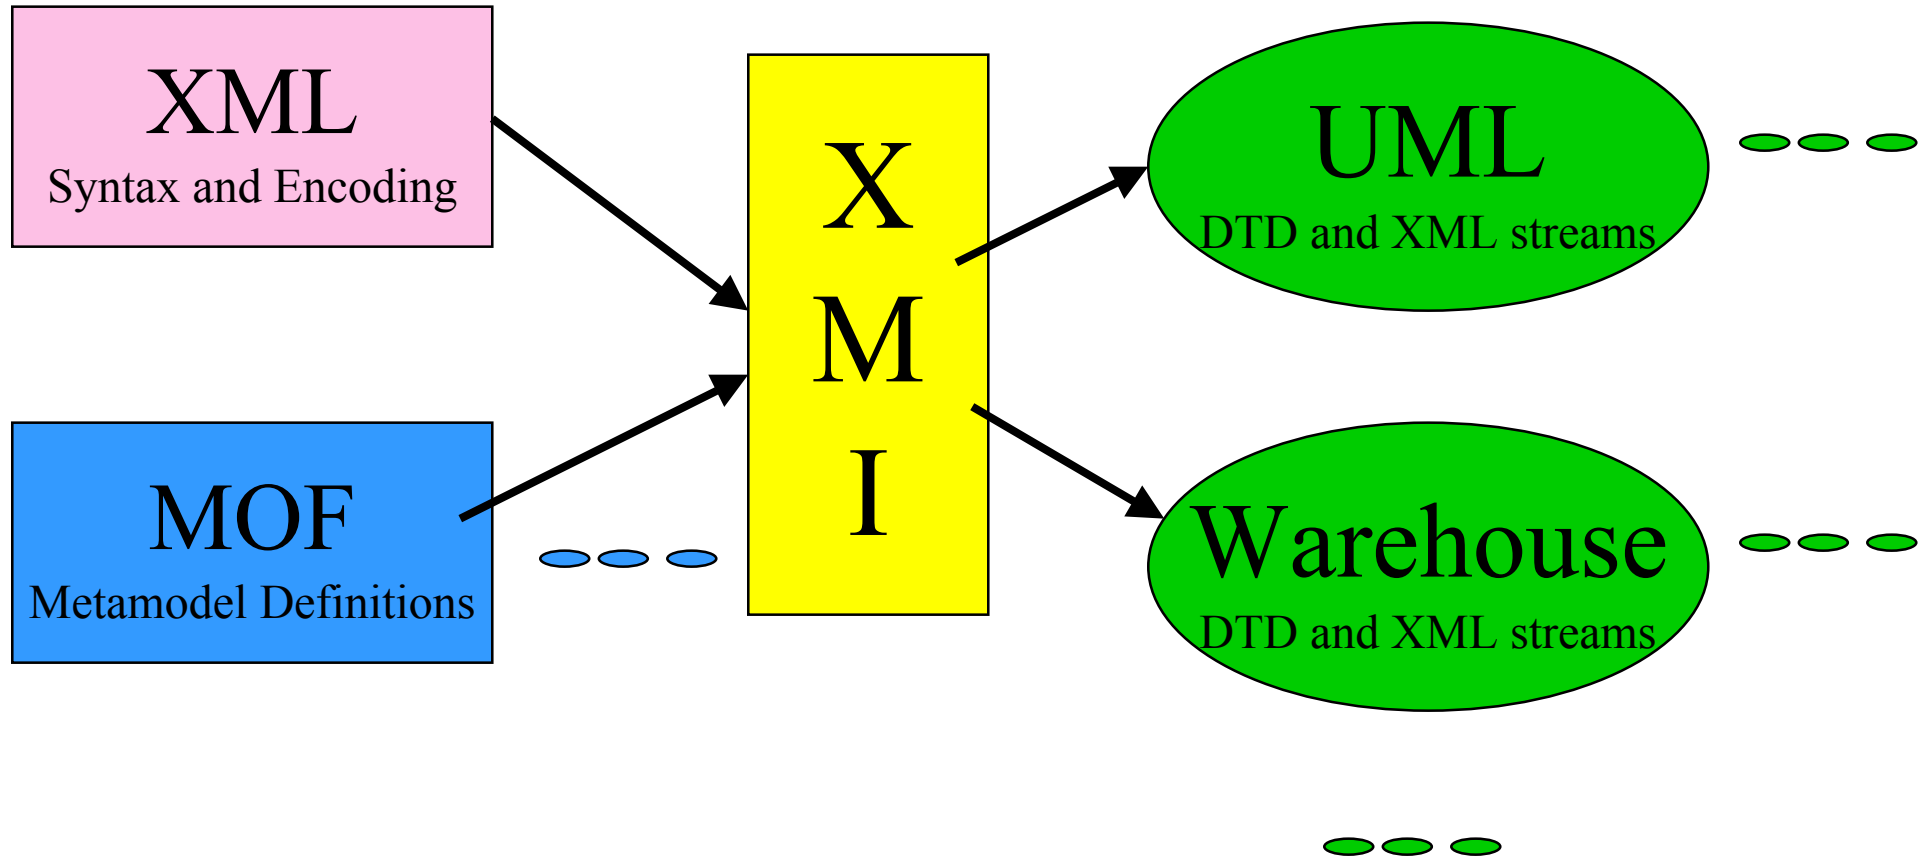 XML
Syntax and Encoding
MOF
Metamodel Definitions
X
M
I
UML
DTD and XML streams
Warehouse
DTD and XML streams